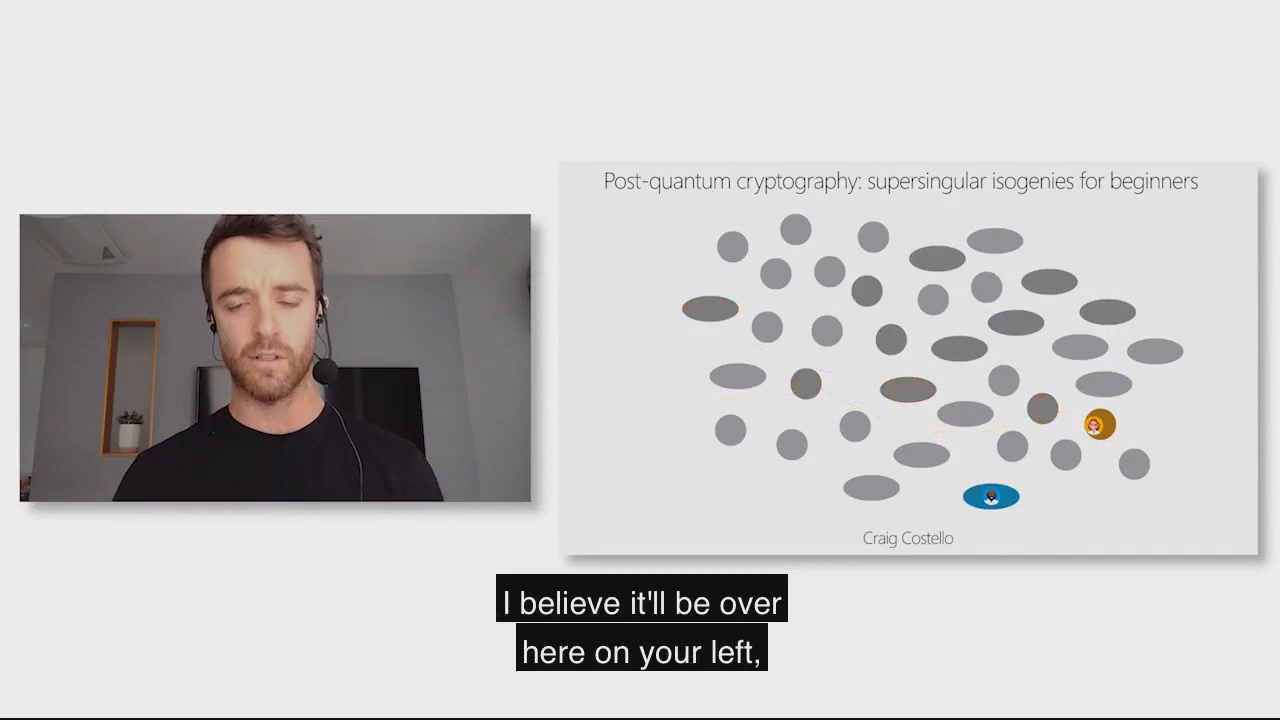 Post-quantum cryptography: supersingular isogenies for beginners
Craig Costello
I believe it'll be over
here on your left,